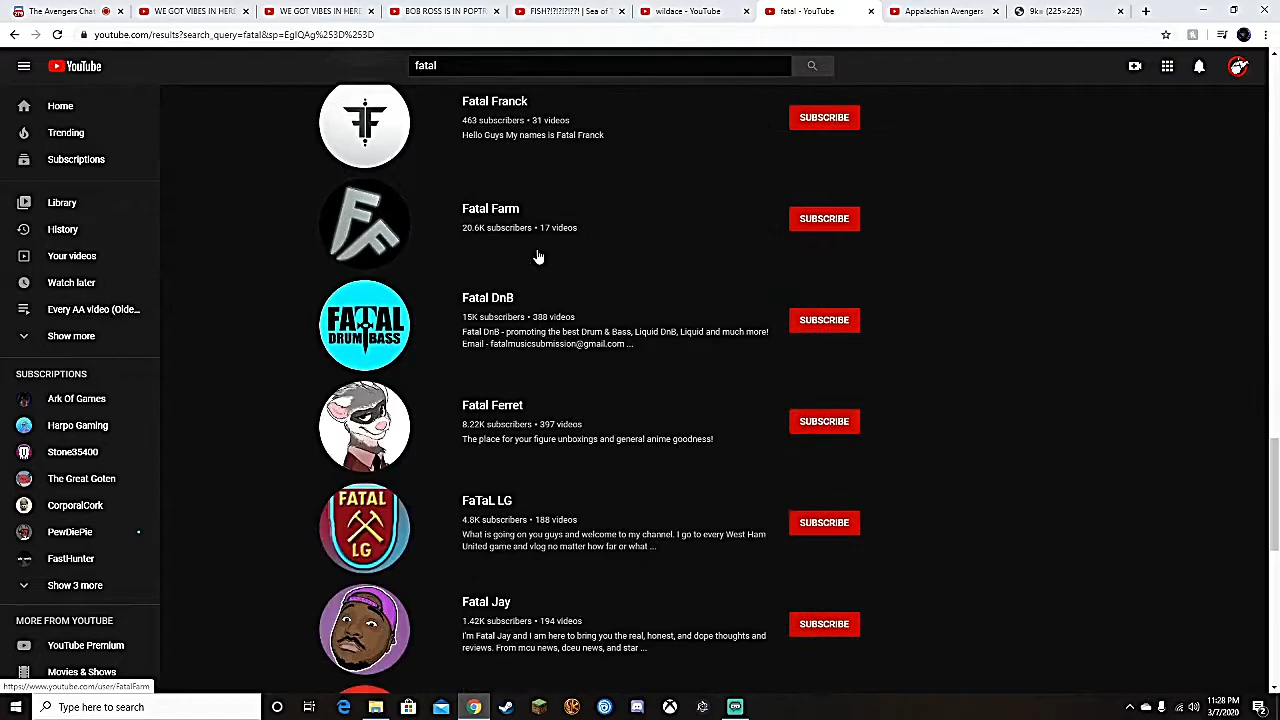 The Avengers Chat
WE GOT VIBES IN HERE
WE GOT VIBES IN HERE
BOB ROSS IS IN POPTR
FISH?!?!?!??! | Sea of T
wildace - YouTube
fatal - YouTube
Appalachian Avengers
9k= (225×225)
youtube.com/results?search_query=fatal&sp=EgIQAg%253D%253D
YouTube
fatal
Home
Trending
Subscriptions
Library
History
Your videos
Watch later
Every AA video (Olde...
Show more
SUBSCRIPTIONS
Ark Of Games
Harpo Gaming
Stone35400
The Great Goten
CorporalCork
PewDiePie
FastHunter
Show 3 more
MORE FROM YOUTUBE
YouTube Premium
Movies & Shows
https://www.youtube.com/user/FatalFarm
Fatal Franck
463 subscribers • 31 videos
Hello Guys My names is Fatal Franck
SUBSCRIBE
FF
Fatal Farm
20.6K subscribers • 17 videos
SUBSCRIBE
FATAL
DRUM BASS
Fatal DnB
15K subscribers • 388 videos
Fatal DnB - promoting the best Drum & Bass, Liquid DnB, Liquid and much more!
Email - fatalmusicsubmission@gmail.com ...
SUBSCRIBE
Fatal Ferret
8.22K subscribers • 397 videos
The place for your figure unboxings and general anime goodness!
SUBSCRIBE
FATAL
LG
FaTaL LG
4.8K subscribers • 188 videos
What is going on you guys and welcome to my channel. I go to every West Ham
United game and vlog no matter how far or what ...
SUBSCRIBE
Fatal Jay
1.42K subscribers • 194 videos
I'm Fatal Jay and I am here to bring you the real, honest, and dope thoughts and
reviews. From mcu news, dceu news, and star ...
SUBSCRIBE
Type here to search
11:28 PM
3/7/2020